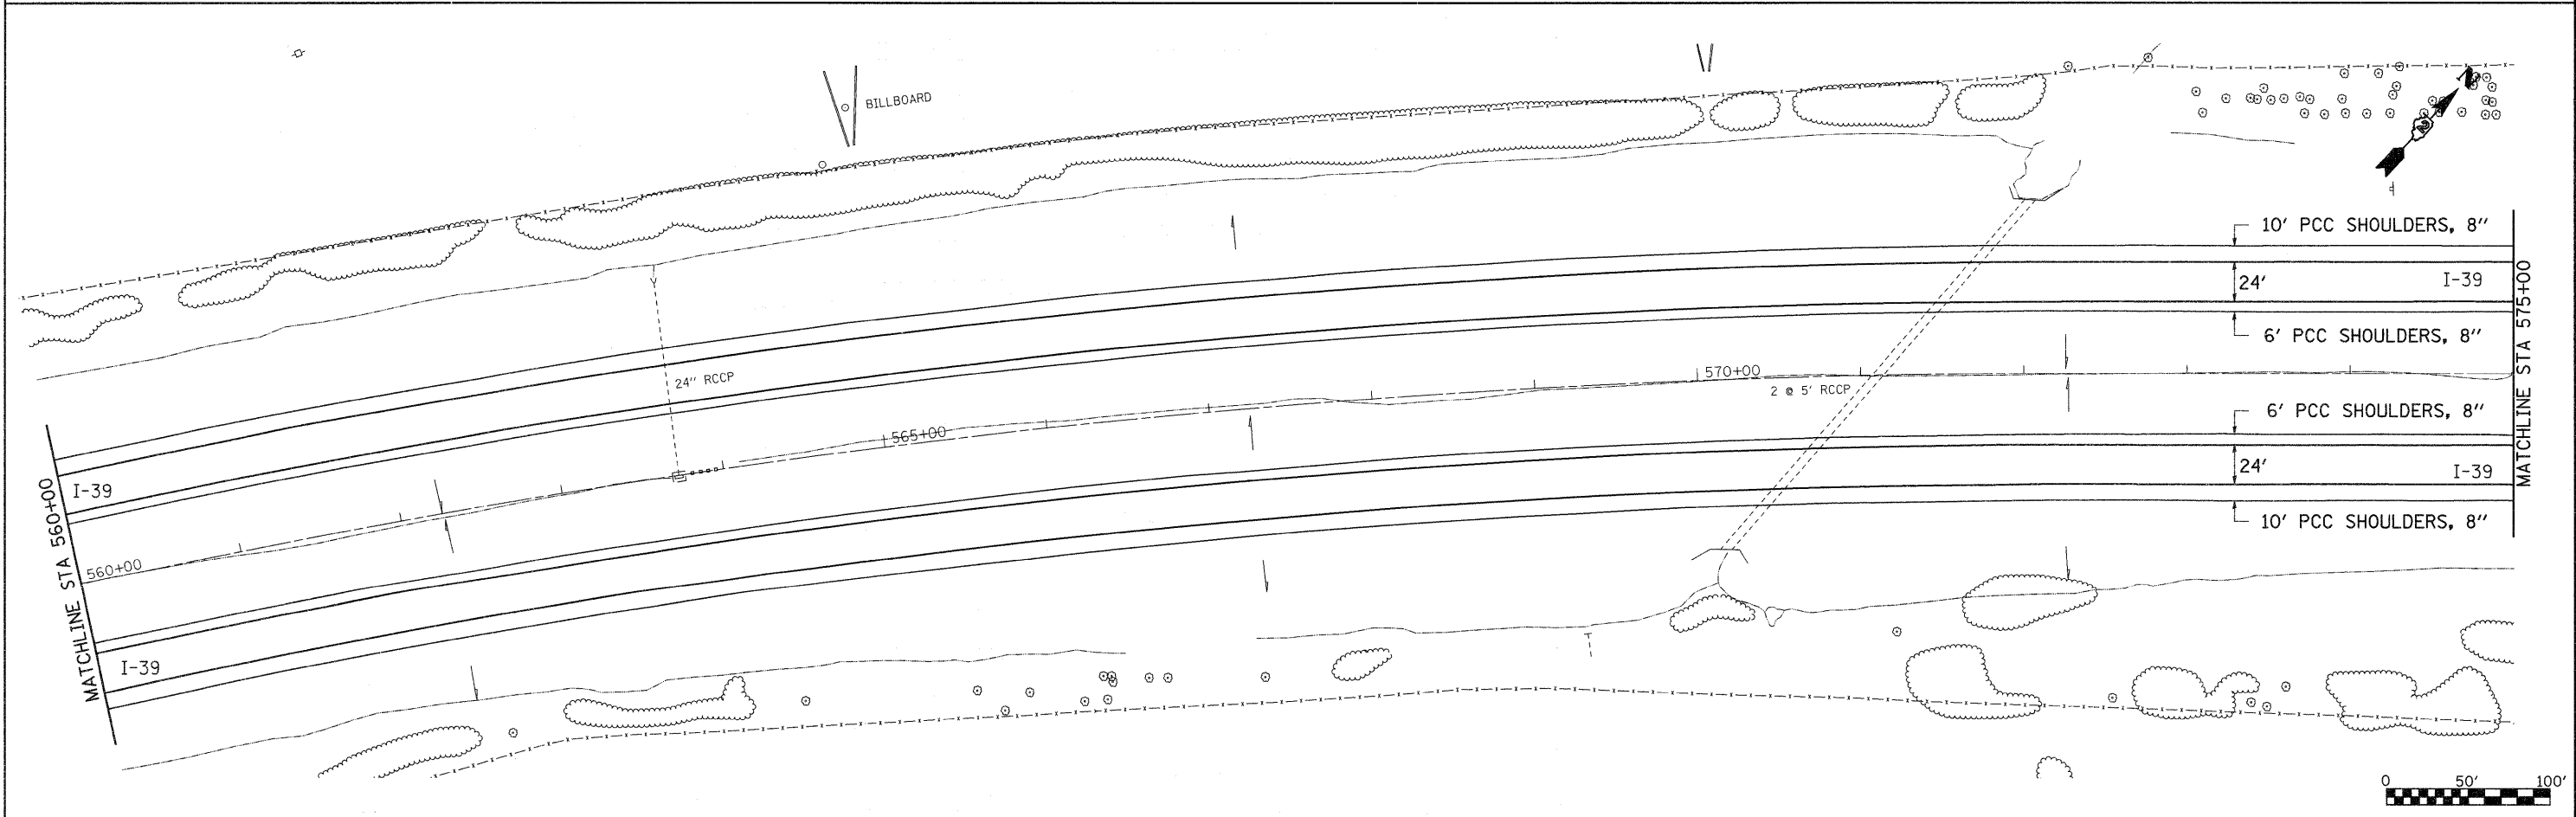 BILLBOARD
10' PCC SHOULDERS, 8"
24'
I-39
6' PCC SHOULDERS, 8"
24" RCCP
570+00
2 @ 5' RCCP
6' PCC SHOULDERS, 8"
565+00
24'
I-39
10' PCC SHOULDERS, 8"
MATCHLINE STA 575+00
I-39
560+00
I-39
MATCHLINE STA 560+00
0 50' 100'